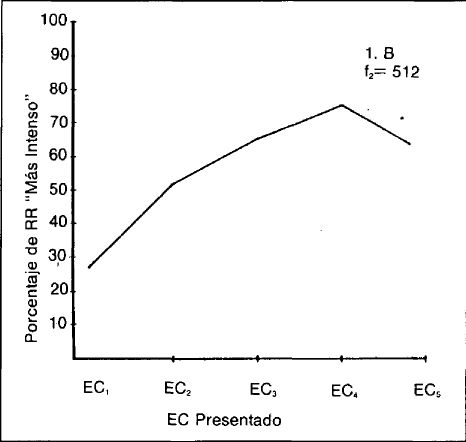 Porcentaje de RR "Más Intenso"
100
90
80
70
60
50
40
30
20
10
1. B
f₂= 512
EC₁ EC₂ EC₃ EC₄ EC₅
EC Presentado